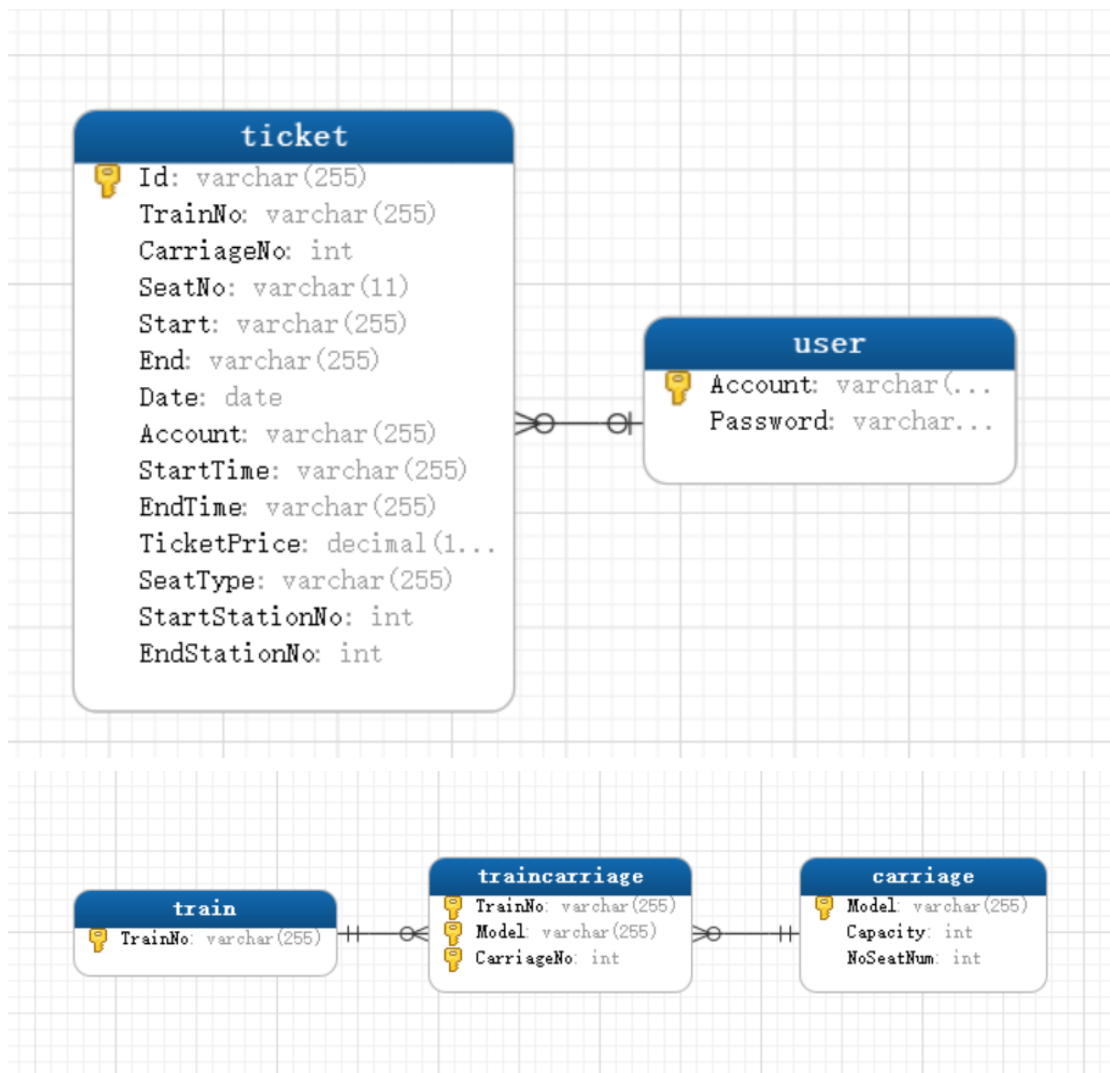 ticket
Id: varchar(255)
TrainNo: varchar(255)
CarriageNo: int
SeatNo: varchar(11)
Start: varchar(255)
End: varchar(255)
Date: date
Account: varchar(255)
StartTime: varchar(255)
EndTime: varchar(255)
TicketPrice: decimal(1...
SeatType: varchar(255)
StartStationNo: int
EndStationNo: int
user
Account: varchar(...
Password: varchar...
train
TrainNo: varchar(255)
traincarriage
TrainNo: varchar(255)
Model: varchar(255)
CarriageNo: int
carriage
Model: varchar(255)
Capacity: int
NoSeatNum: int